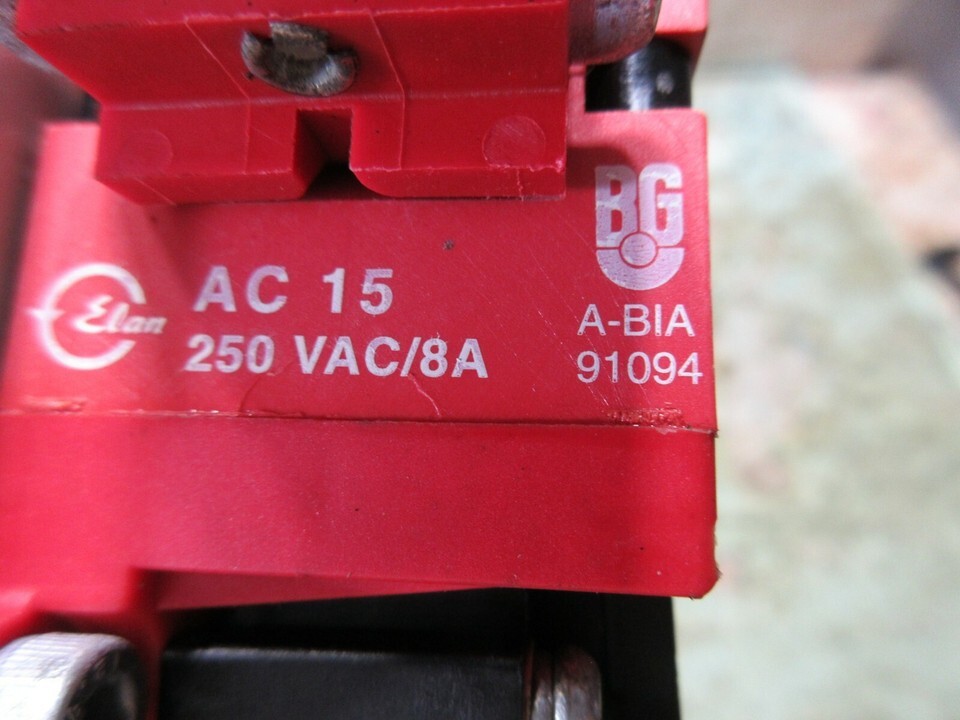 Elan
AC 15
250 VAC/8A
BG
A-BIA
91094